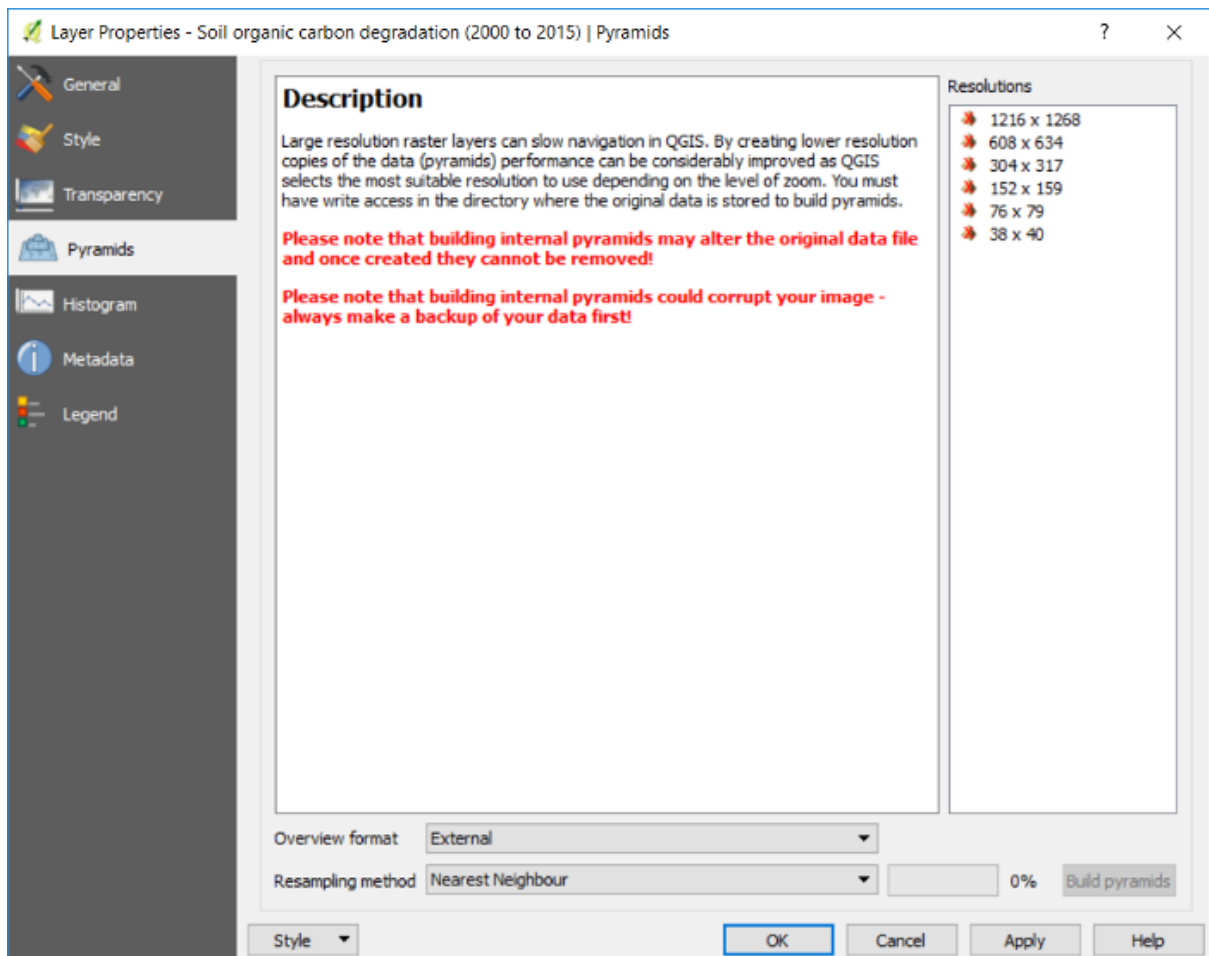 Layer Properties - Soil organic carbon degradation (2000 to 2015) | Pyramids
?
General
Style
Transparency
Pyramids
Histogram
Metadata
Legend
Description
Large resolution raster layers can slow navigation in QGIS. By creating lower resolution
copies of the data (pyramids) performance can be considerably improved as QGIS
selects the most suitable resolution to use depending on the level of zoom. You must
have write access in the directory where the original data is stored to build pyramids.
Please note that building internal pyramids may alter the original data file
and once created they cannot be removed!
Please note that building internal pyramids could corrupt your image -
always make a backup of your data first!
Resolutions
1216 x 1268
608 x 634
304 x 317
152 x 159
76 x 79
38 x 40
Overview format External
Resampling method Nearest Neighbour 0% Build pyramids
Style OK Cancel Apply Help